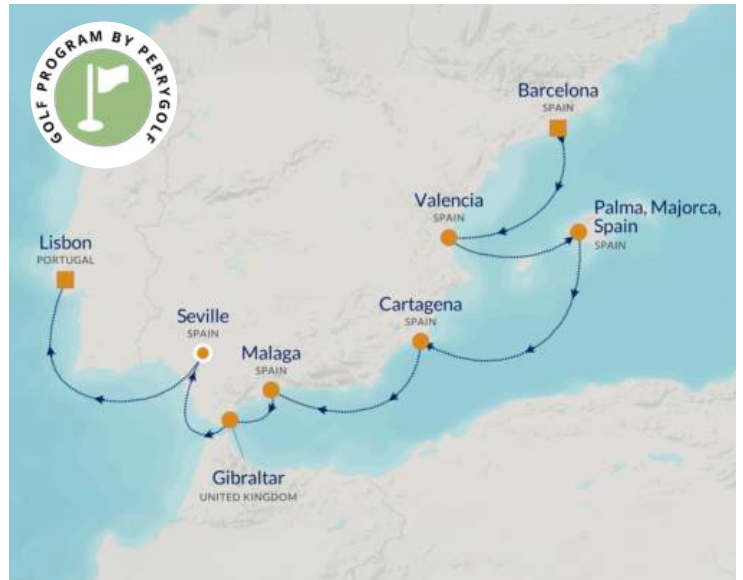 GOLF PROGRAM BY PERRYGOLF
Barcelona
SPAIN
Valencia
SPAIN
Palma, Majorca,
Spain
SPAIN
Lisbon
PORTUGAL
Cartagena
SPAIN
Seville
SPAIN
Malaga
SPAIN
Gibraltar
UNITED KINGDOM